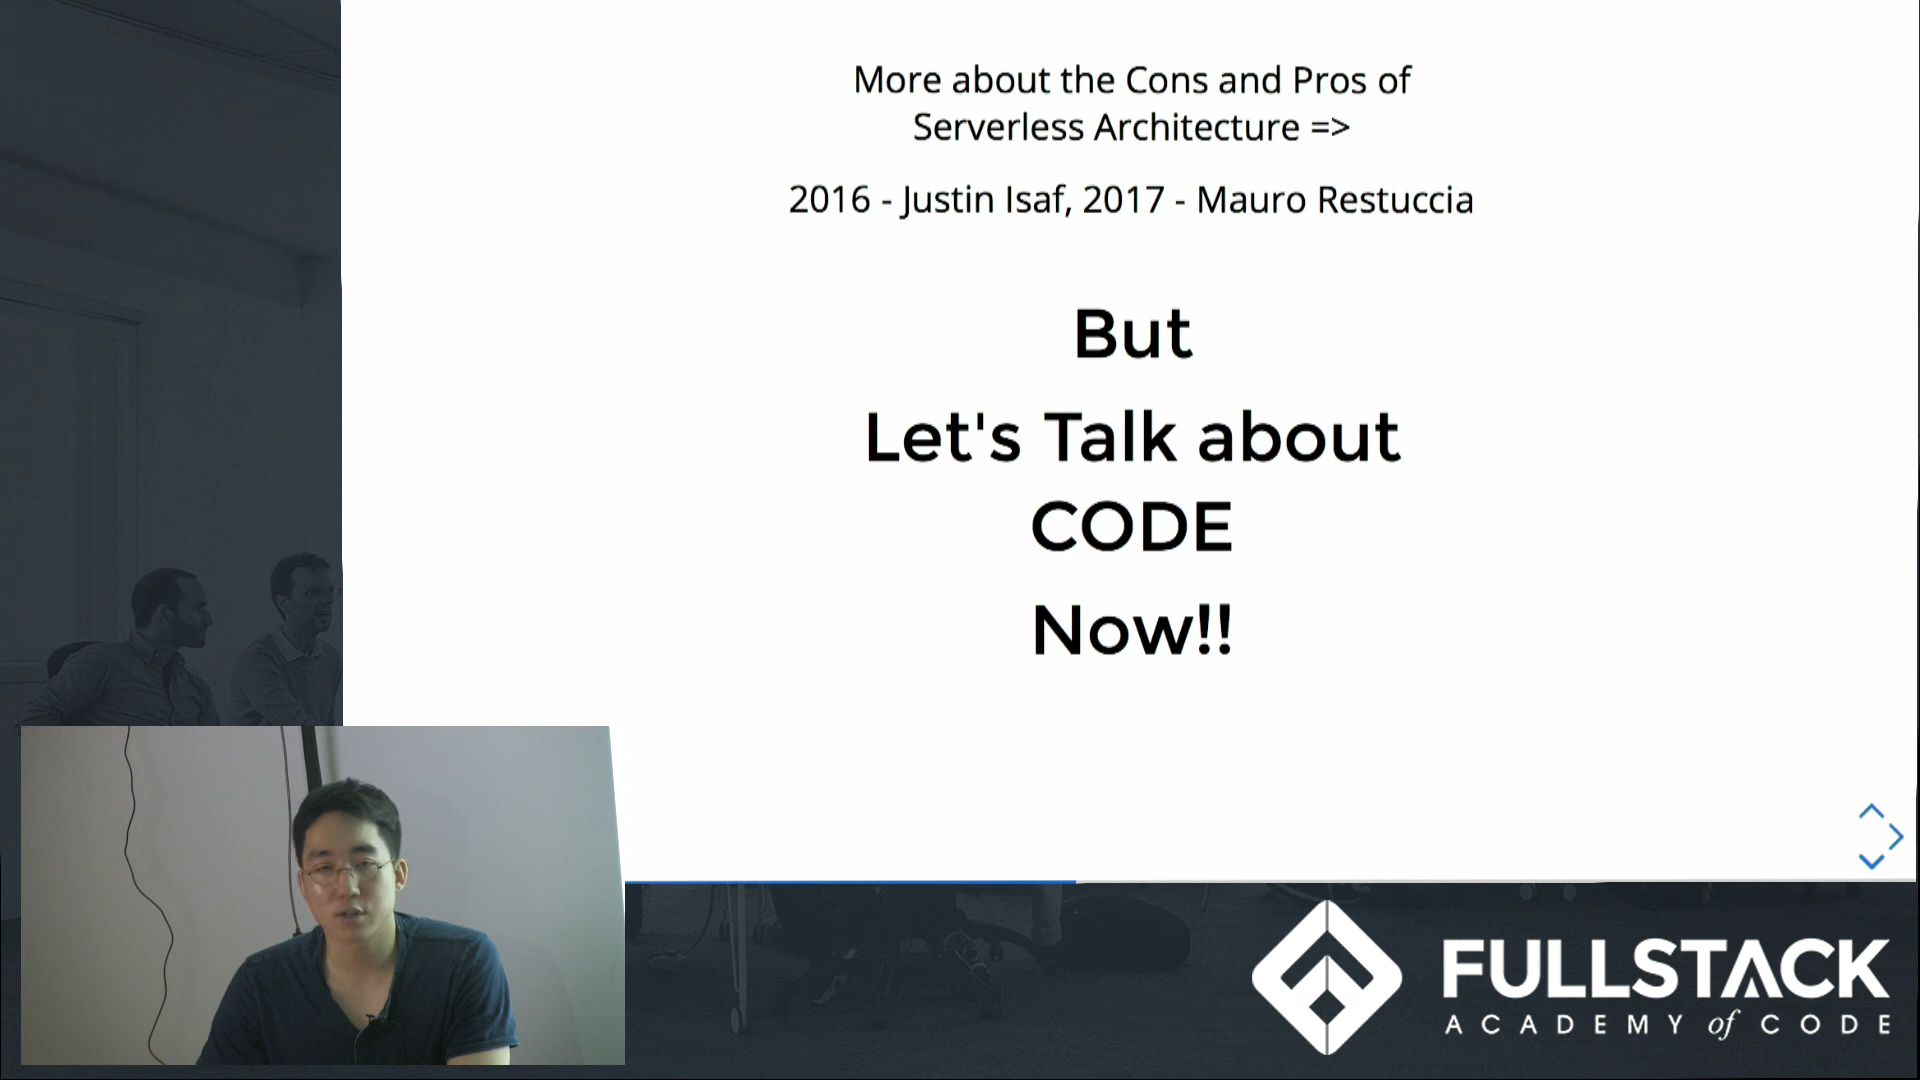 More about the Cons and Pros of
Serverless Architecture =>
2016 - Justin Isaf, 2017 - Mauro Restuccia
But
Let's Talk about
CODE
Now!!
FULLSTACK
ACADEMY of CODE